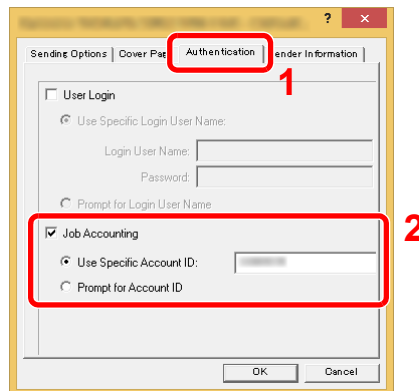 ? ×
Sending Options Cover Pag Authentication ender Information
1
User Login
Use Specific Login User Name:
Login User Name:
Password:
Prompt for Login User Name
2
Job Accounting
Use Specific Account ID:
Prompt for Account ID
OK Cancel